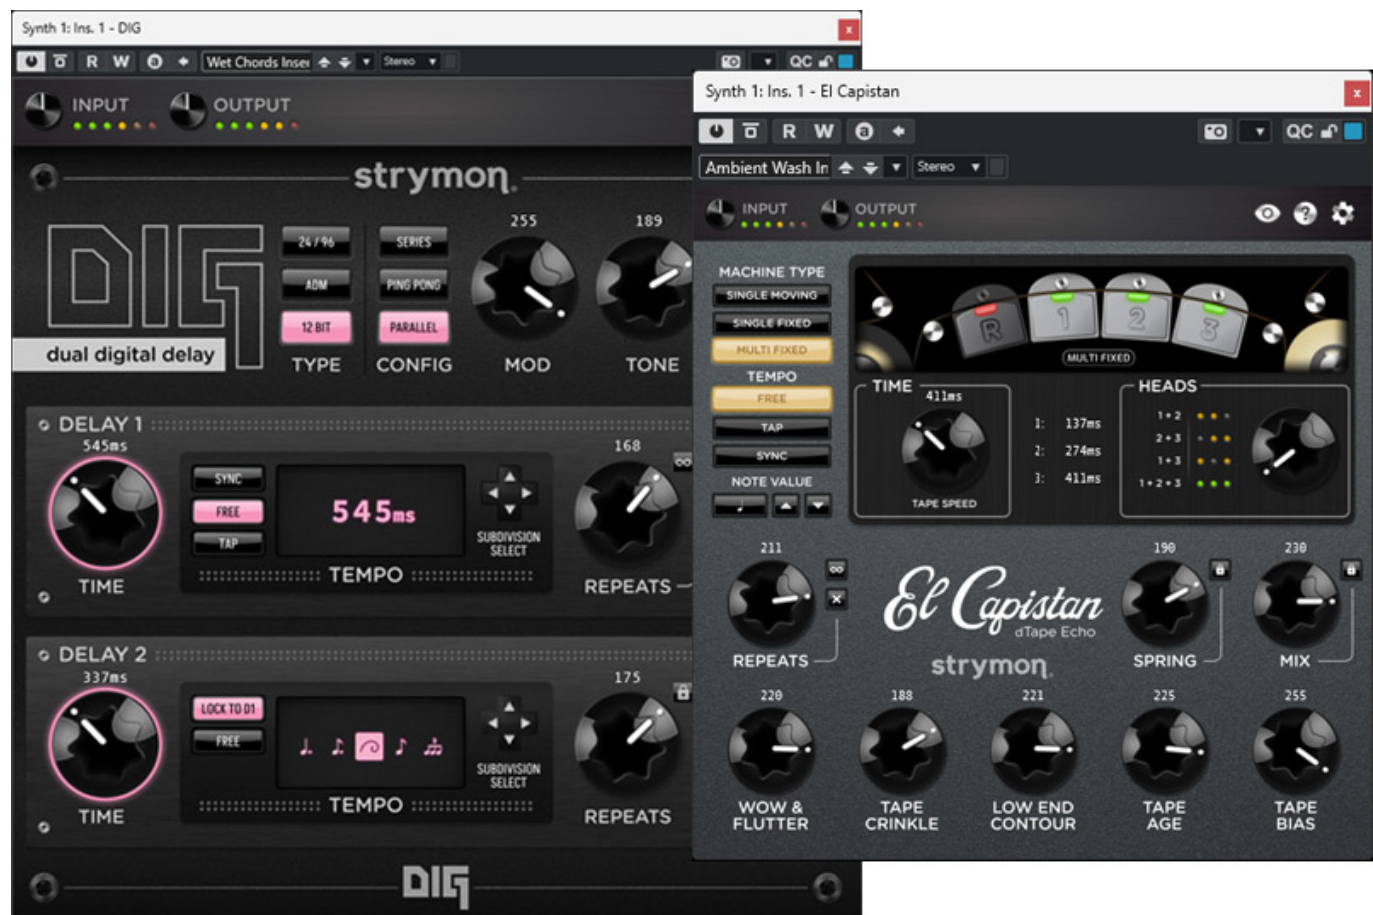 Synth 1: Ins. 1 - DIG
x
R W a Wet Chords Inser Stereo QC
INPUT OUTPUT
strymon.
DIG
dual digital delay
24 / 96
ADM
12 BIT
TYPE
SERIES
PING PONG
PARALLEL
CONFIG
255
MOD
189
TONE
DELAY 1
545ms
TIME
SYNC
FREE
TAP
545ms
TEMPO
SUBDIVISION
SELECT
168
REPEATS
DELAY 2
337ms
TIME
LOCK TO D1
FREE
TEMPO
SUBDIVISION
SELECT
175
REPEATS
DIG
Synth 1: Ins. 1 - El Capistan
x
R W a QC
Ambient Wash In Stereo
INPUT OUTPUT
?
MACHINE TYPE
SINGLE MOVING
SINGLE FIXED
MULTI FIXED
TEMPO
FREE
TAP
SYNC
NOTE VALUE
R 1 2 3
MULTI FIXED
TIME
411ms
TAPE SPEED
1: 137ms
2: 274ms
3: 411ms
HEADS
1 + 2
2 + 3
1 + 3
1 + 2 + 3
211
REPEATS
El Capistan
dTape Echo
strymon.
190
SPRING
230
MIX
220
WOW &
FLUTTER
188
TAPE
CRINKLE
221
LOW END
CONTOUR
225
TAPE
AGE
255
TAPE
BIAS